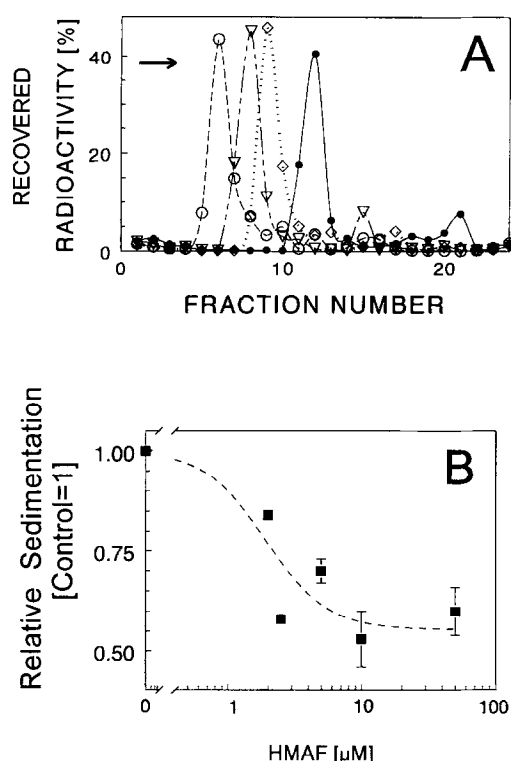 A
RECOVERED
RADIOACTIVITY [%]
40
20
0
0 10 20
FRACTION NUMBER
B
Relative Sedimentation
[Control=1]
1.00
0.75
0.50
0 1 10 100
HMAF [µM]